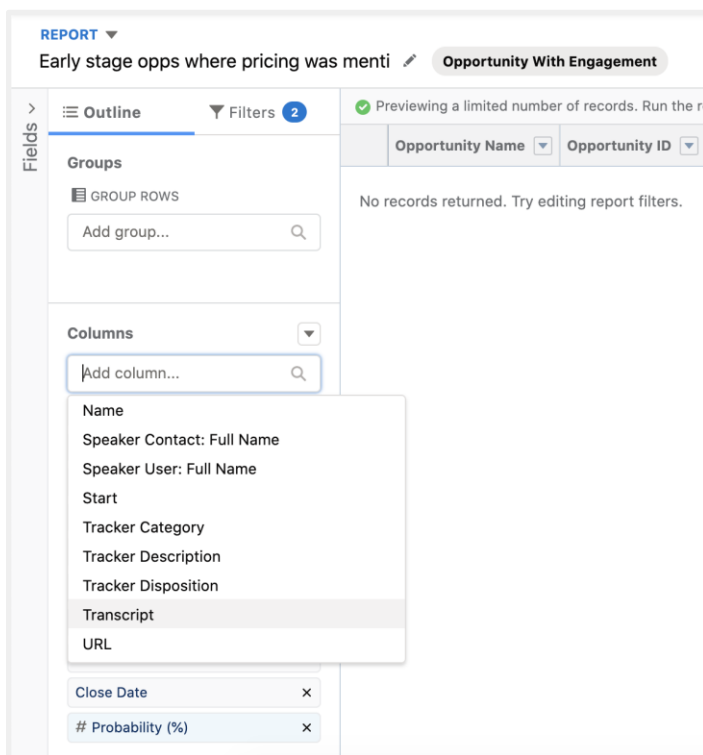 REPORT
Early stage opps where pricing was menti
Opportunity With Engagement
Fields
Outline
Filters 2
Previewing a limited number of records. Run the r
Opportunity Name
Opportunity ID
Groups
GROUP ROWS
Add group...
No records returned. Try editing report filters.
Columns
Add column...
Name
Speaker Contact: Full Name
Speaker User: Full Name
Start
Tracker Category
Tracker Description
Tracker Disposition
Transcript
URL
Close Date
# Probability (%)